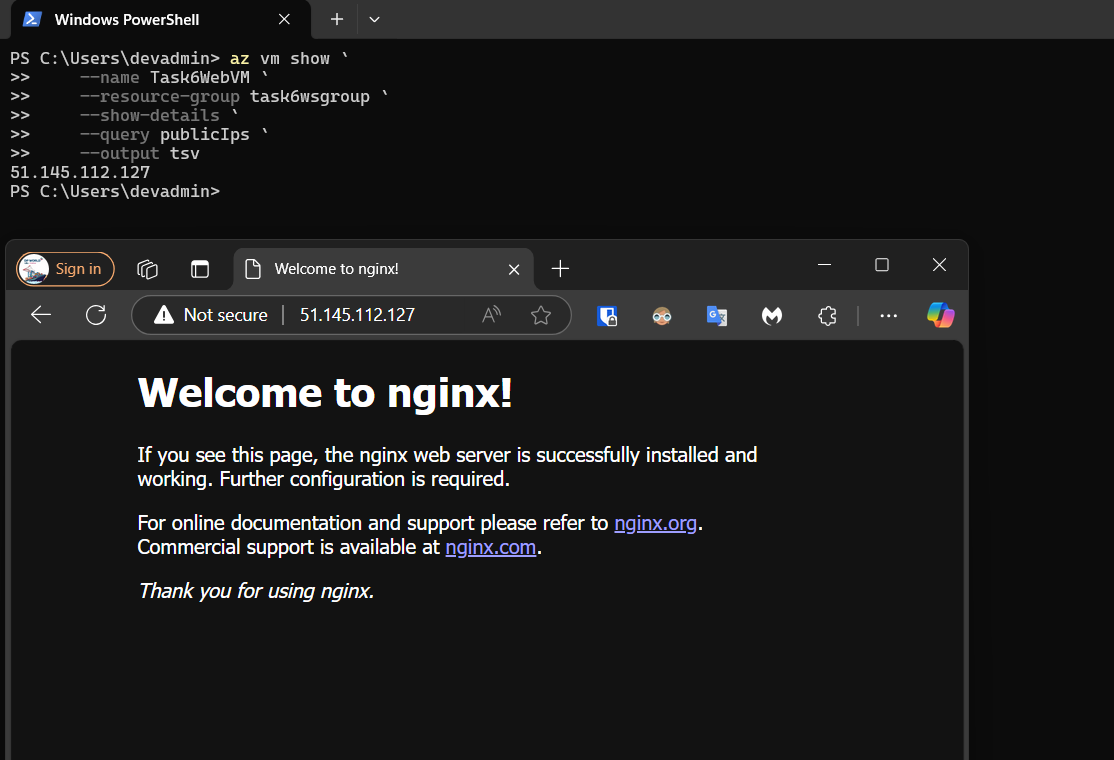 Windows PowerShell
PS C:\Users\devadmin> az vm show `
>>     --name Task6WebVM `
>>     --resource-group task6wsgroup `
>>     --show-details `
>>     --query publicIps `
>>     --output tsv
51.145.112.127
PS C:\Users\devadmin>
Sign in
Welcome to nginx!
Not secure
51.145.112.127
Welcome to nginx!
If you see this page, the nginx web server is successfully installed and
working. Further configuration is required.
For online documentation and support please refer to nginx.org.
Commercial support is available at nginx.com.
Thank you for using nginx.